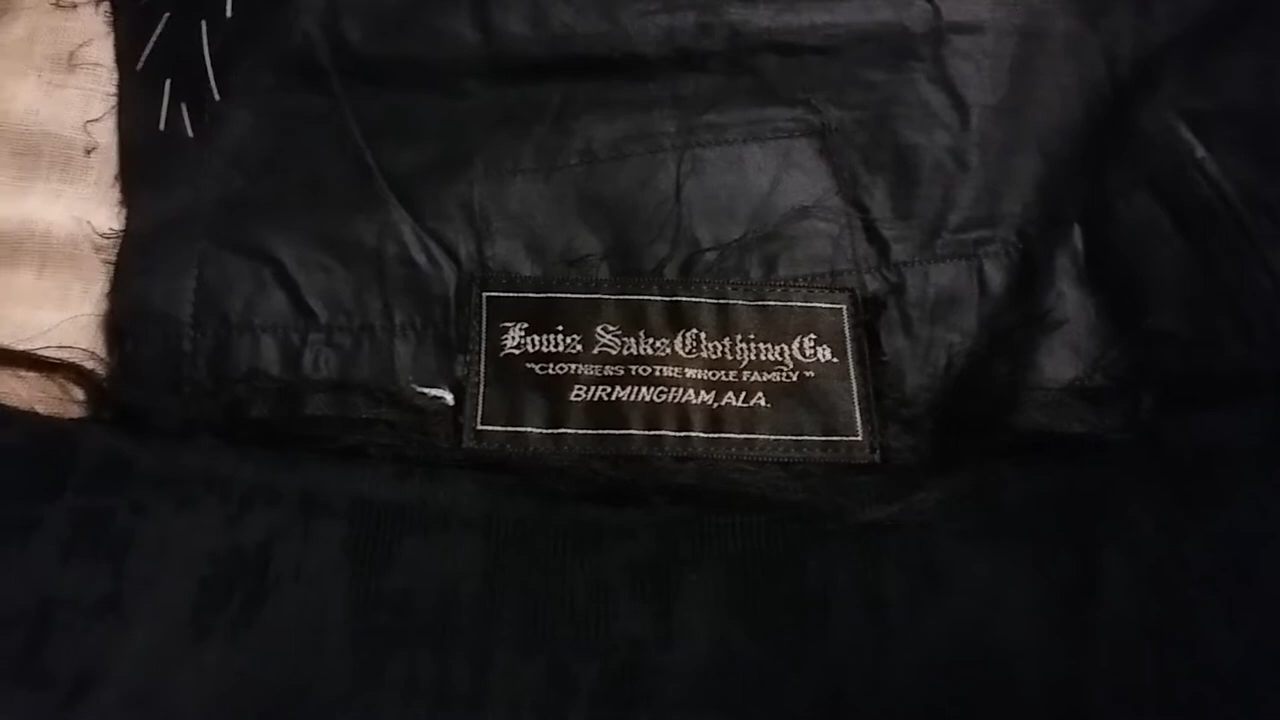 Louis Saks Clothing Co.
"CLOTHIERS TO THE WHOLE FAMILY"
BIRMINGHAM, ALA.